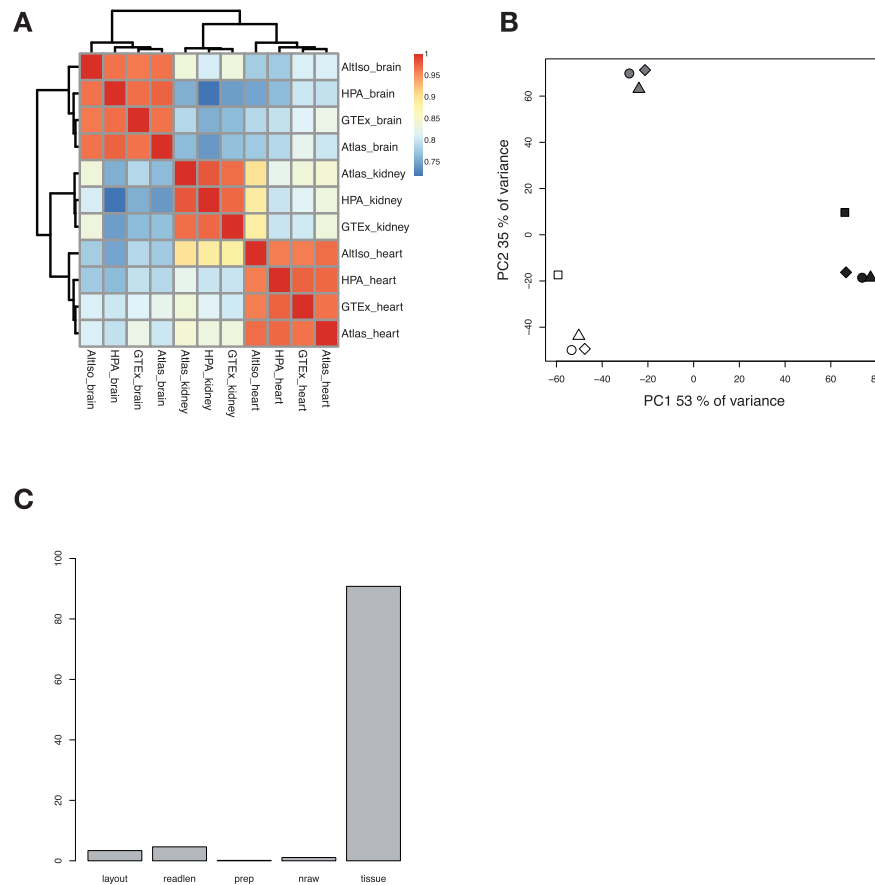 A
AltIso_brain
HPA_brain
GTEx_brain
Atlas_brain
Atlas_kidney
HPA_kidney
GTEx_kidney
AltIso_heart
HPA_heart
GTEx_heart
Atlas_heart
1
0.95
0.9
0.85
0.8
0.75
AltIso_brain
HPA_brain
GTEx_brain
Atlas_brain
Atlas_kidney
HPA_kidney
GTEx_kidney
AltIso_heart
HPA_heart
GTEx_heart
Atlas_heart
B
PC2 35 % of variance
60
40
20
0
−20
−40
−60 −40 −20 0 20 40 60 8
PC1 53 % of variance
C
100
80
60
40
20
0
layout readlen prep nraw tissue